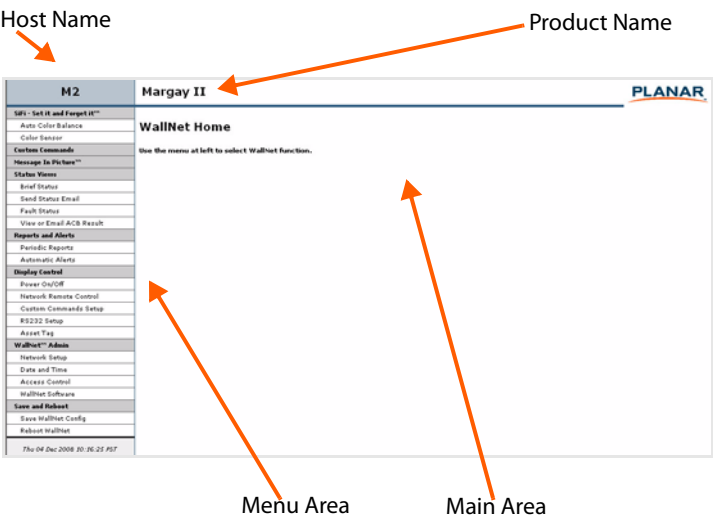 Host Name
Product Name
M2
Margay II
PLANAR
SiFi - Set it and Forget it™
Auto Color Balance
Color Sensor
Custom Commands
Message In Picture™
Status Views
Brief Status
Send Status Email
Fault Status
View or Email ACB Result
Reports and Alerts
Periodic Reports
Automatic Alerts
Display Control
Power On/Off
Network Remote Control
Custom Commands Setup
RS232 Setup
Asset Tag
WallNet™ Admin
Network Setup
Date and Time
Access Control
WallNet Software
Save and Reboot
Save WallNet Config
Reboot WallNet
Thu 04 Dec 2008 10:36:25 PST
WallNet Home
Use the menu at left to select WallNet function.
Menu Area
Main Area